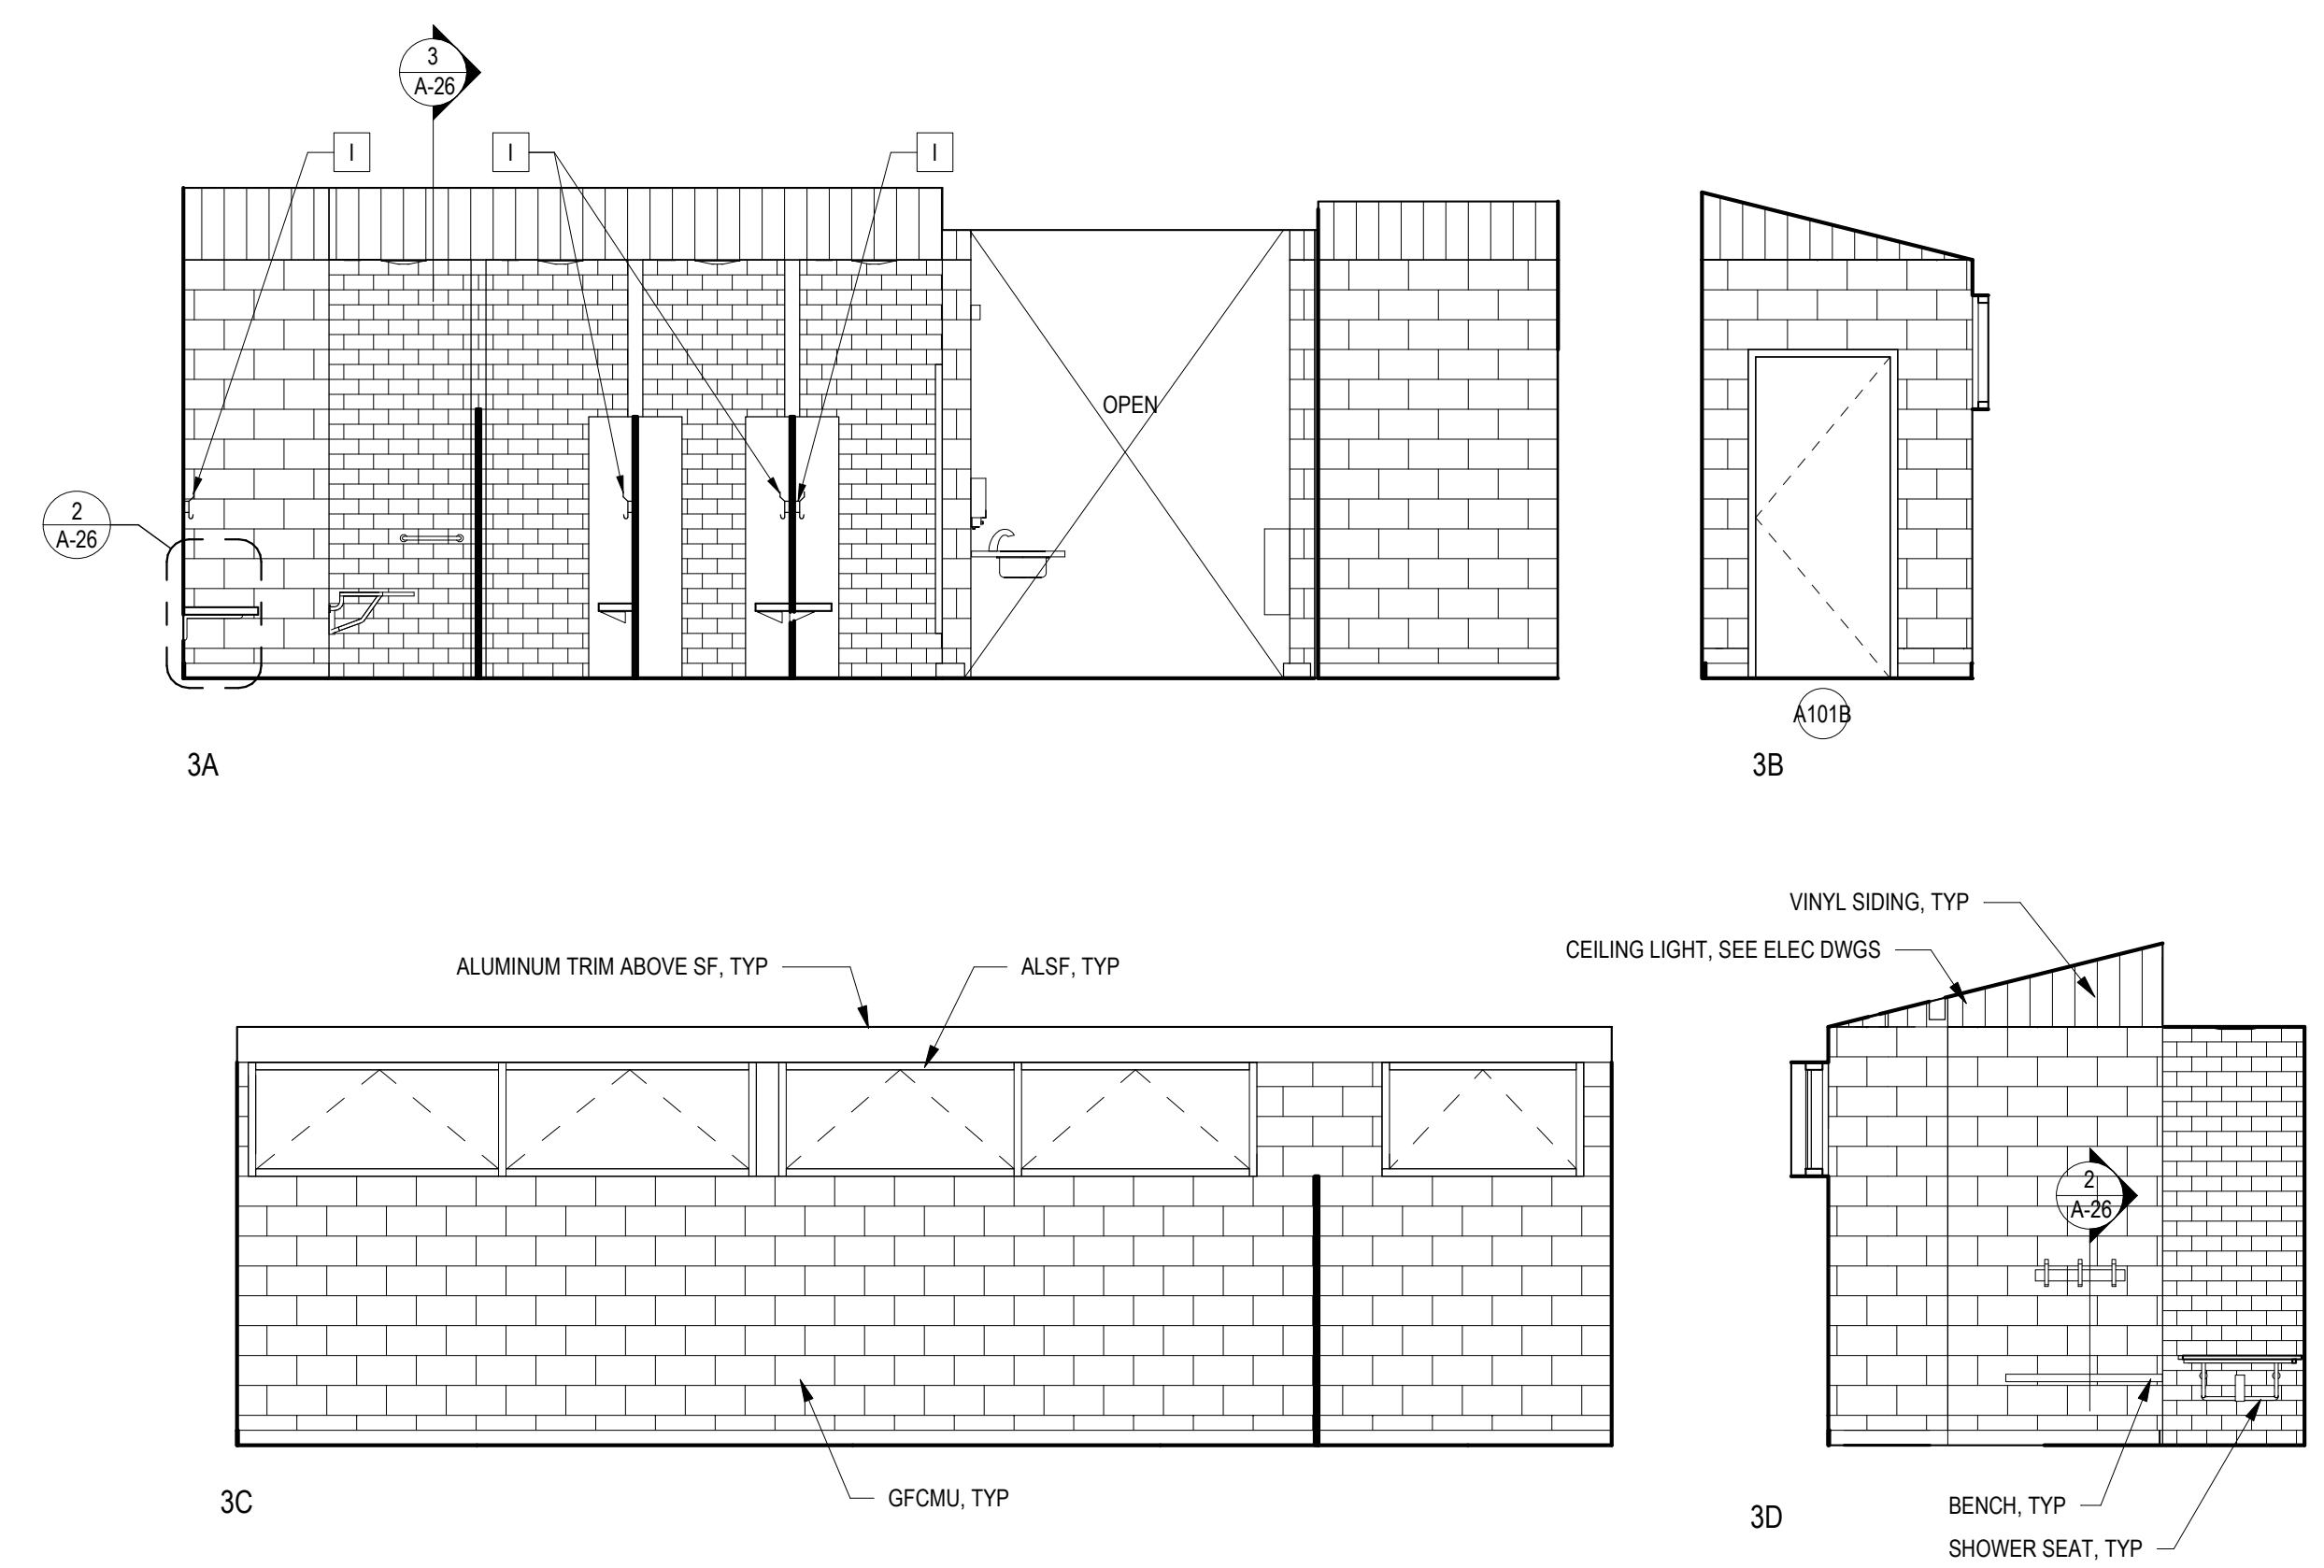 3
A-26
I
I
I
2
A-26
OPEN
A101B
3A
3B
VINYL SIDING, TYP
CEILING LIGHT, SEE ELEC DWGS
ALUMINUM TRIM ABOVE SF, TYP
ALSF, TYP
2
A-26
GFCMU, TYP
BENCH, TYP
SHOWER SEAT, TYP
3C
3D